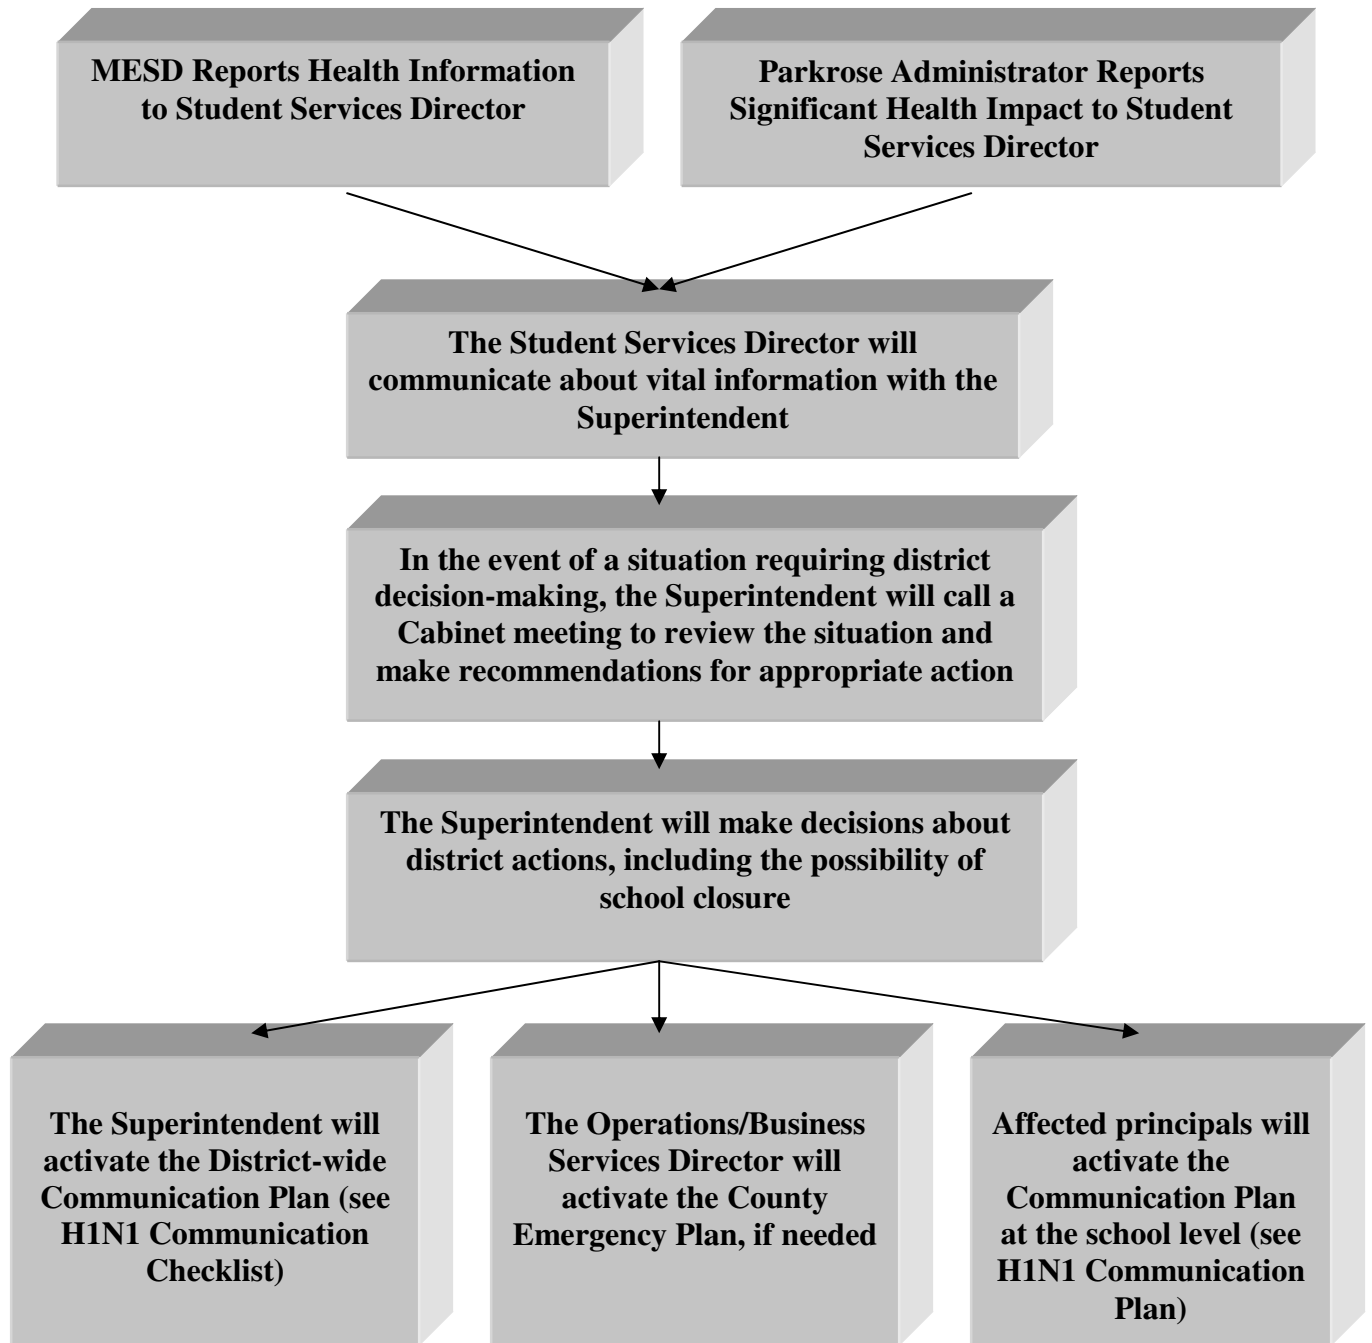 MESD Reports Health Information
to Student Services Director
Parkrose Administrator Reports
Significant Health Impact to Student
Services Director
The Student Services Director will
communicate about vital information with the
Superintendent
In the event of a situation requiring district
decision-making, the Superintendent will call a
Cabinet meeting to review the situation and
make recommendations for appropriate action
The Superintendent will make decisions about
district actions, including the possibility of
school closure
The Superintendent will
activate the District-wide
Communication Plan (see
H1N1 Communication
Checklist)
The Operations/Business
Services Director will
activate the County
Emergency Plan, if needed
Affected principals will
activate the
Communication Plan
at the school level (see
H1N1 Communication
Plan)